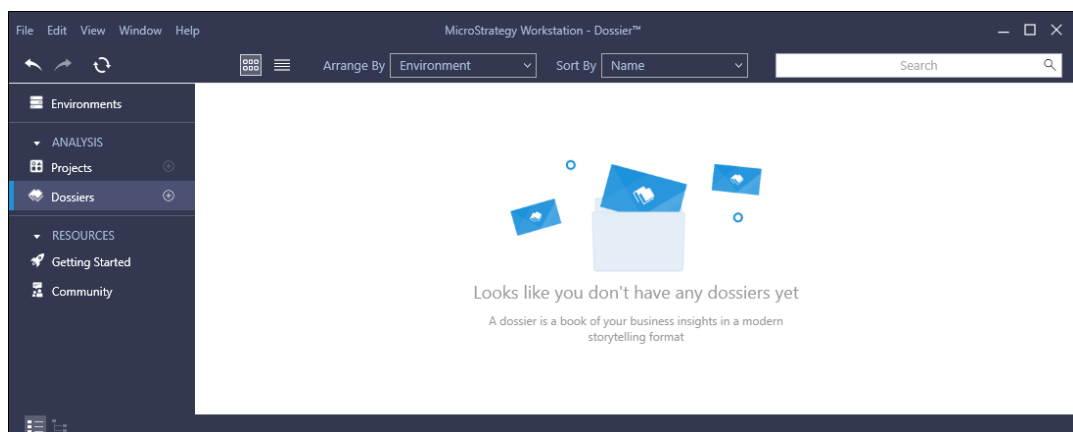 File Edit View Window Help
MicroStrategy Workstation - Dossier™
Arrange By Environment Sort By Name Search
Environments
ANALYSIS
Projects
Dossiers
RESOURCES
Getting Started
Community
Looks like you don't have any dossiers yet
A dossier is a book of your business insights in a modern
storytelling format